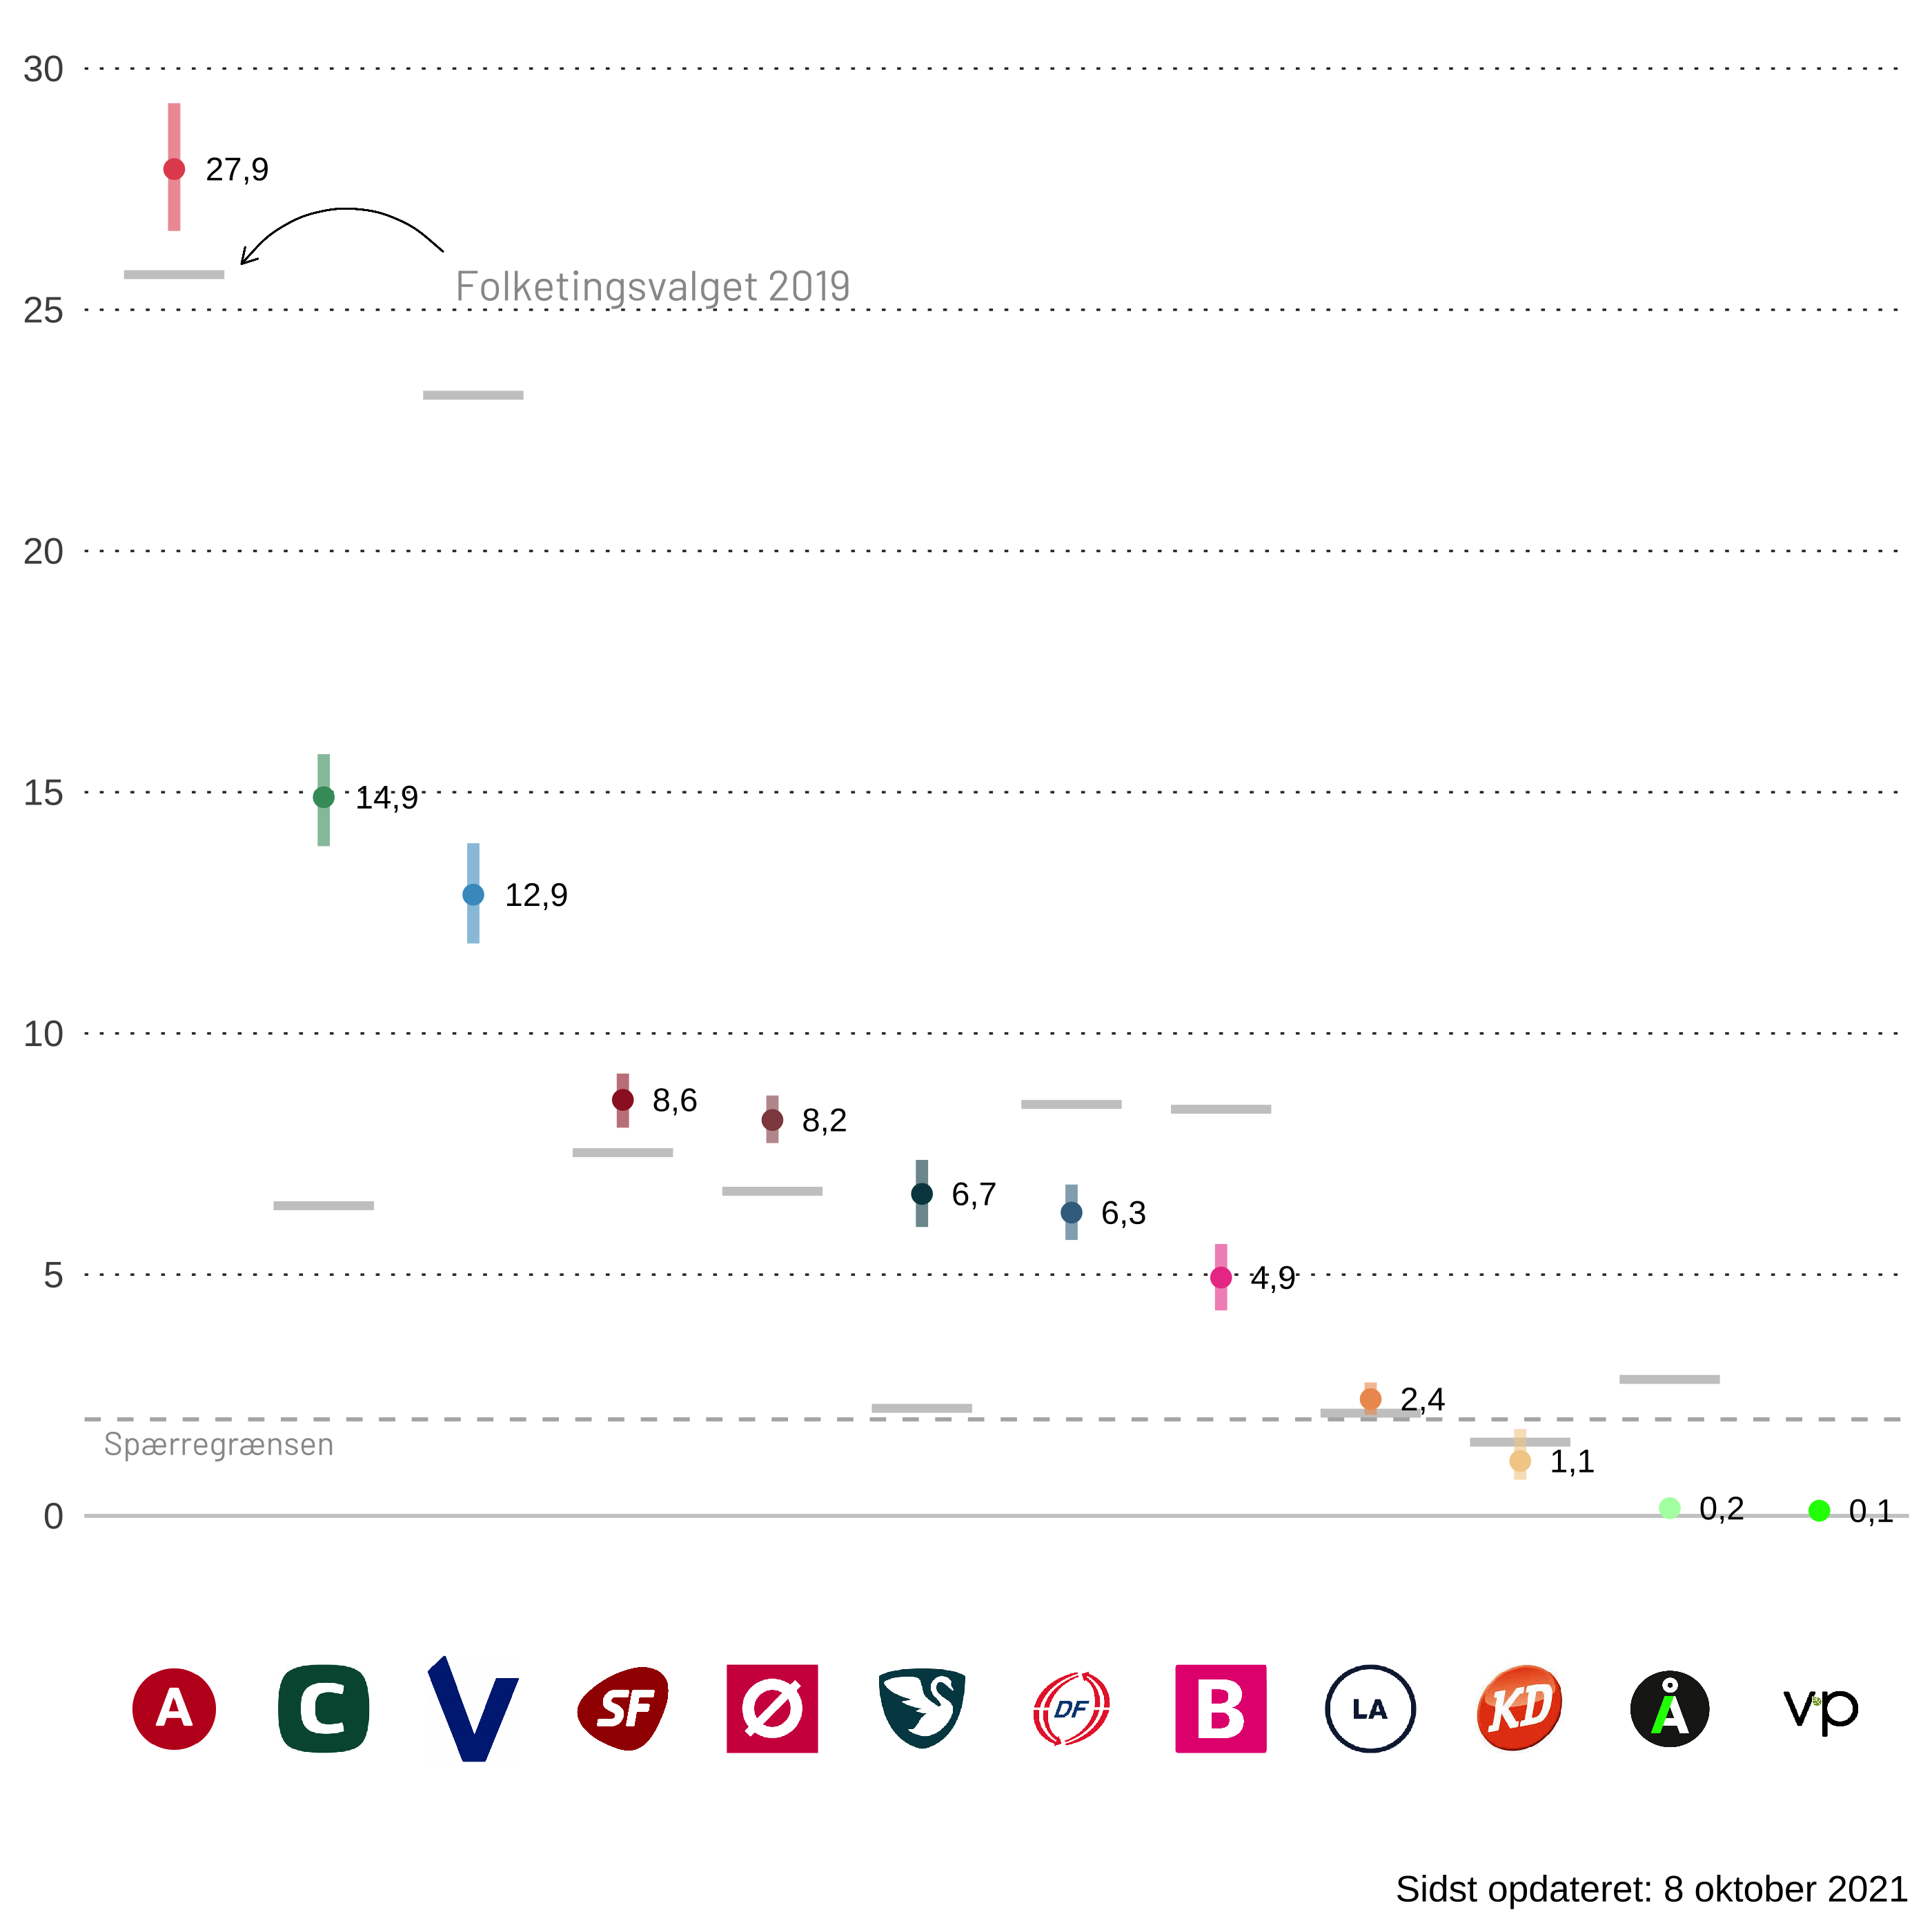 30
27,9
Folketingsvalget 2019
25
20
15
14,9
12,9
10
8,6
8,2
6,7
6,3
5
4,9
2,4
Spærregrænsen
1,1
0
0,2
0,1
A
C
V
SF
Ø
DF
B
LA
KD
Å
vp
Sidst opdateret: 8 oktober 2021